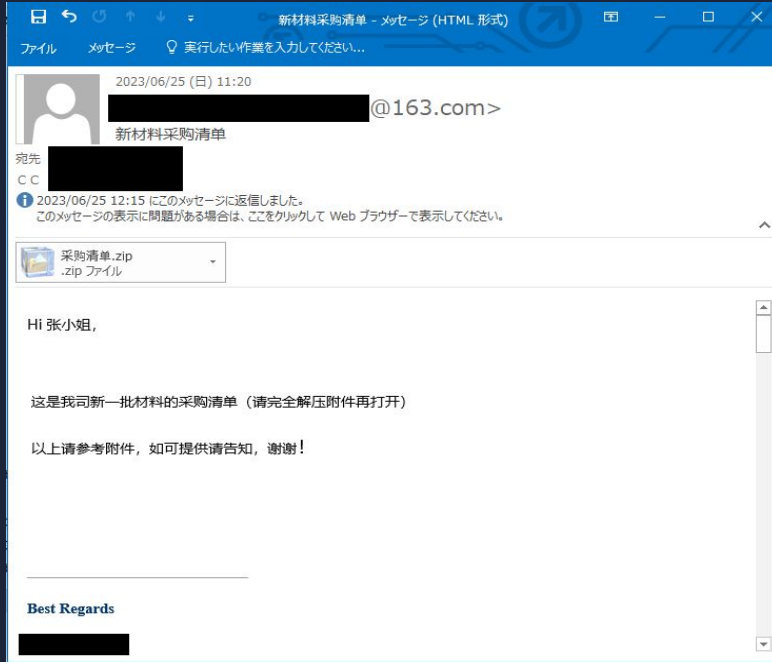 新材料采购清单 - メッセージ (HTML 形式)
ファイル メッセージ 実行したい作業を入力してください...
2023/06/25 (日) 11:20
@163.com>
新材料采购清单
宛先
CC
2023/06/25 12:15 にこのメッセージに返信しました。
このメッセージの表示に問題がある場合は、ここをクリックして Web ブラウザーで表示してください。
采购清单.zip
.zip ファイル
Hi 张小姐,
这是我司新一批材料的采购清单（请完全解压附件再打开）
以上请参考附件，如可提供请告知，谢谢！
Best Regards